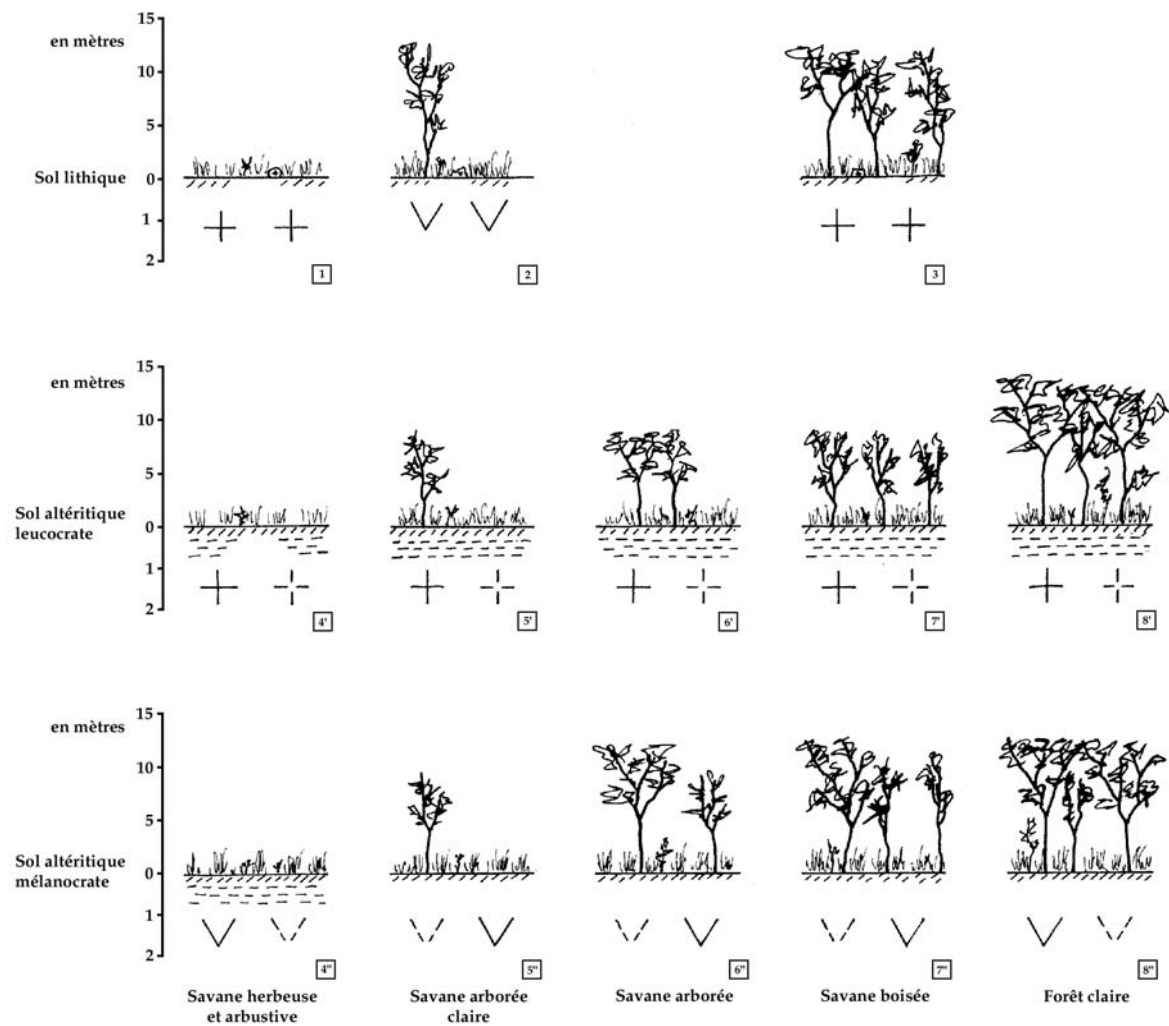 15
en mètres
10
5
Sol lithique
0
1
2
1
2
3
15
en mètres
10
5
Sol altéritique
leucocrate
0
1
2
4'
5'
6'
7'
8'
15
en mètres
10
5
Sol altéritique
mélanocrate
0
1
2
4"
5"
6"
7"
8"
Savane herbeuse
et arbustive
Savane arborée
claire
Savane arborée
Savane boisée
Forêt claire